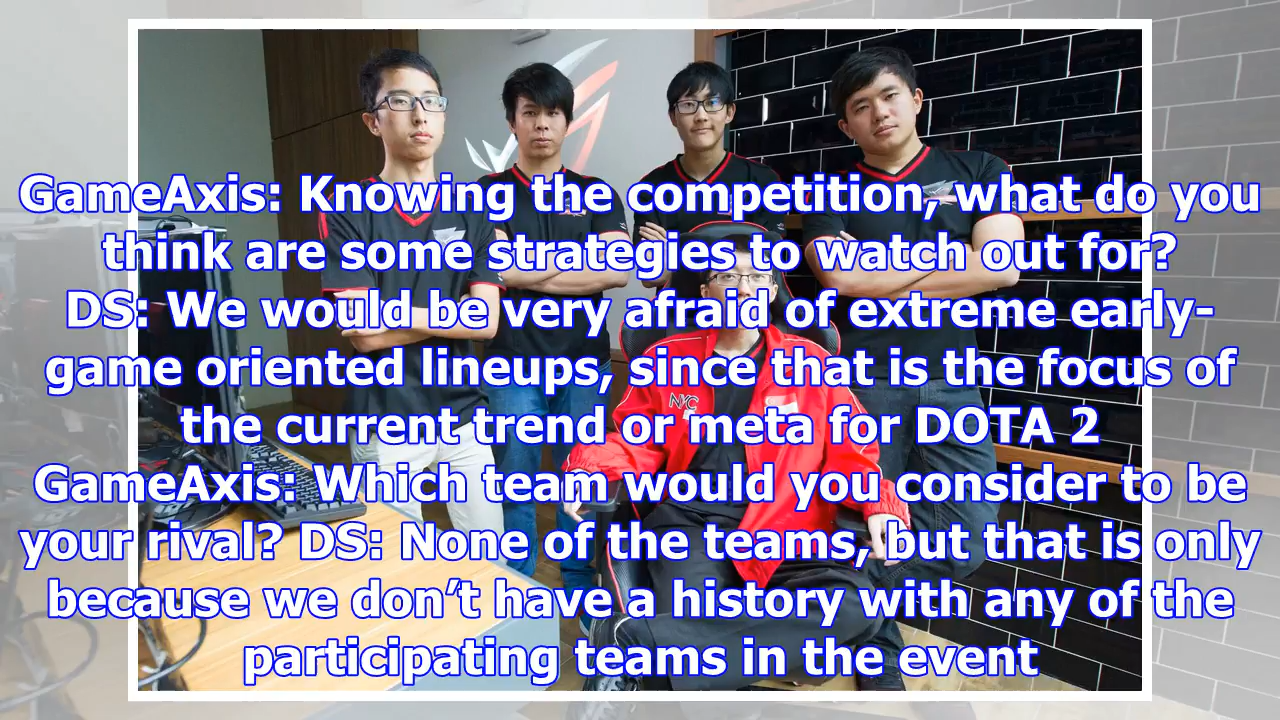 GameAxis: Knowing the competition, what do you
think are some strategies to watch out for?
DS: We would be very afraid of extreme early-
game oriented lineups, since that is the focus of
the current trend or meta for DOTA 2
GameAxis: Which team would you consider to be
your rival? DS: None of the teams, but that is only
because we don’t have a history with any of the
participating teams in the event
NYC